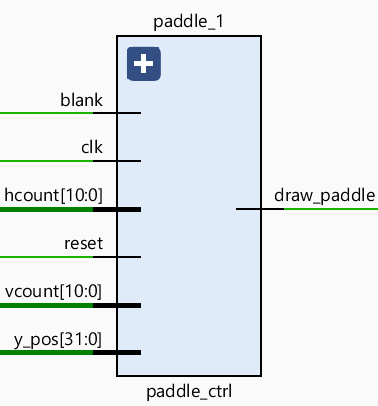 paddle_1
blank
clk
hcount[10:0]
draw_paddle
reset
vcount[10:0]
y_pos[31:0]
paddle_ctrl